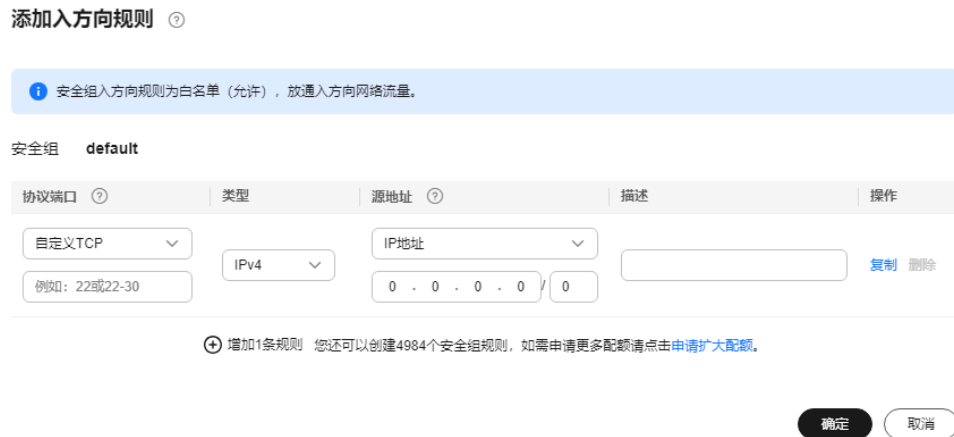 添加入方向规则
安全组入方向规则为白名单（允许），放通入方向网络流量。
安全组 default
协议端口 类型 源地址 描述 操作
自定义TCP IP地址
IPv4 复制 删除
例如：22或22-30 0 . 0 . 0 . 0 / 0
增加1条规则 您还可以创建4984个安全组规则，如需申请更多配额请点击申请扩大配额。
确定 取消